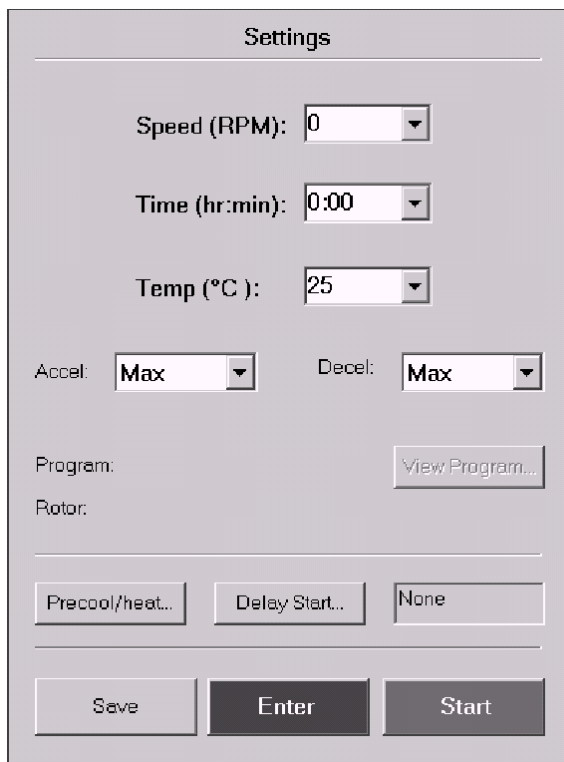 Settings
Speed (RPM): 0
Time (hr:min): 0:00
Temp (°C ): 25
Accel: Max Decel: Max
Program: View Program...
Rotor:
Precool/heat... Delay Start... None
Save Enter Start